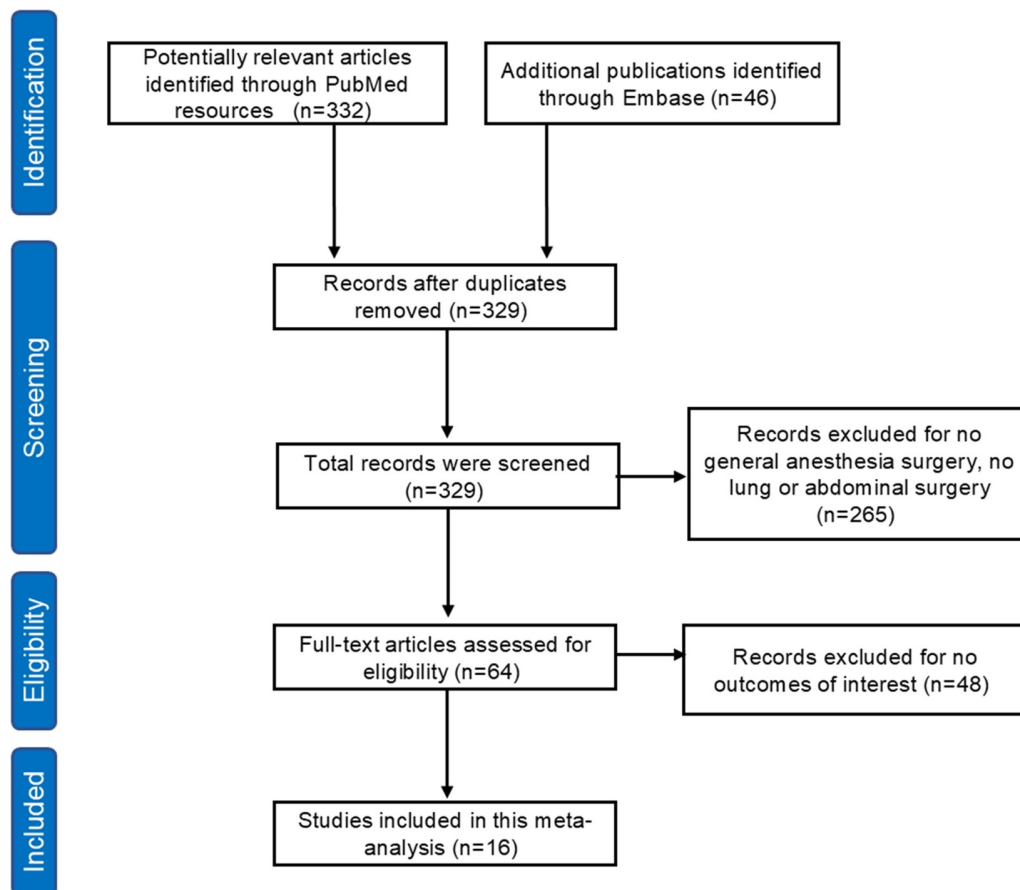 Identification
Potentially relevant articles
identified through PubMed
resources (n=332)
Additional publications identified
through Embase (n=46)
Screening
Records after duplicates
removed (n=329)
Total records were screened
(n=329)
Records excluded for no
general anesthesia surgery, no
lung or abdominal surgery
(n=265)
Eligibility
Full-text articles assessed for
eligibility (n=64)
Records excluded for no
outcomes of interest (n=48)
Included
Studies included in this meta-
analysis (n=16)